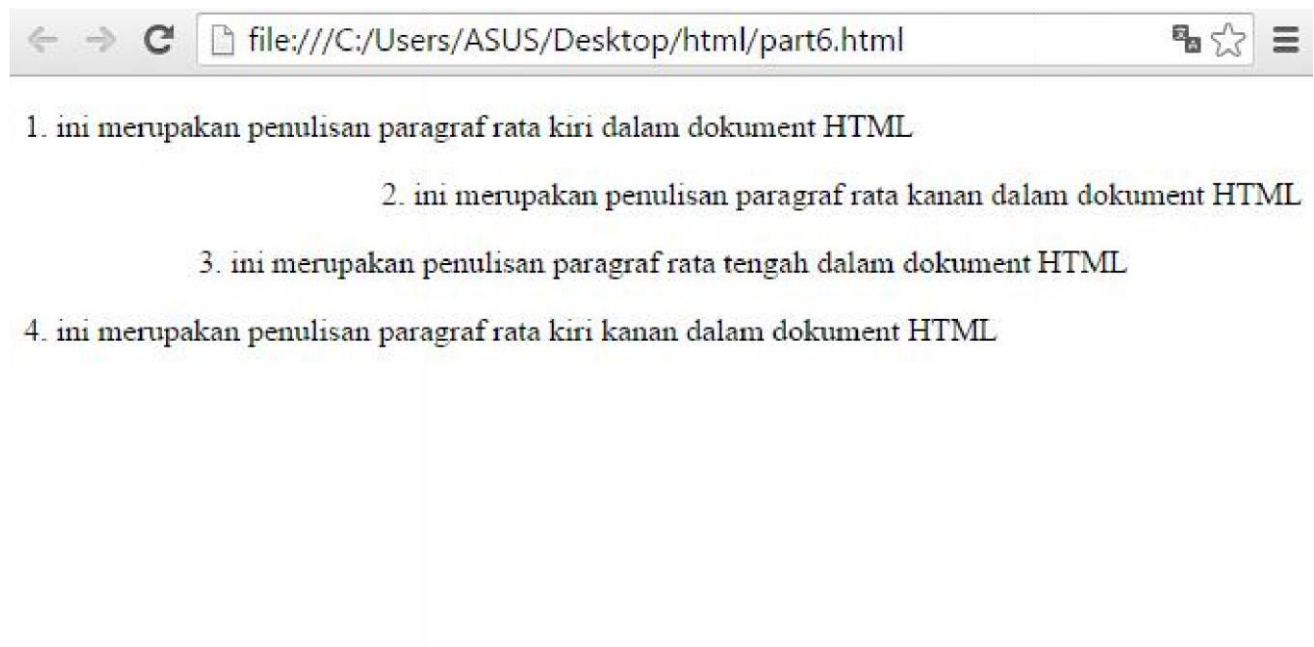 file:///C:/Users/ASUS/Desktop/html/part6.html
1. ini merupakan penulisan paragraf rata kiri dalam dokument HTML
2. ini merupakan penulisan paragraf rata kanan dalam dokument HTML
3. ini merupakan penulisan paragraf rata tengah dalam dokument HTML
4. ini merupakan penulisan paragraf rata kiri kanan dalam dokument HTML